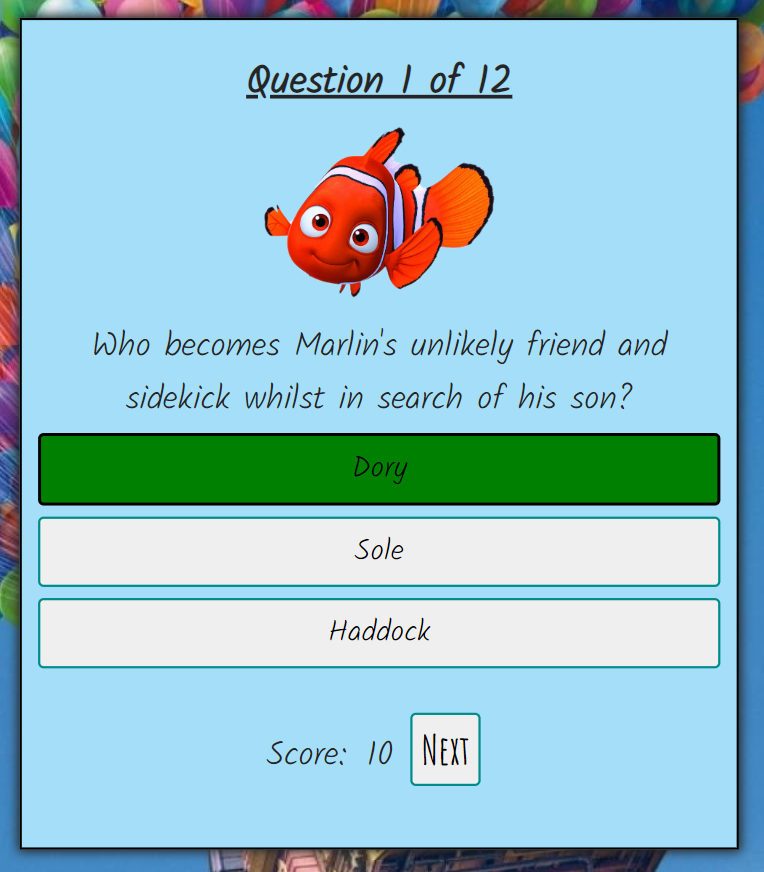 Question 1 of 12
Who becomes Marlin's unlikely friend and
sidekick whilst in search of his son?
Dory
Sole
Haddock
Score: 10 Next